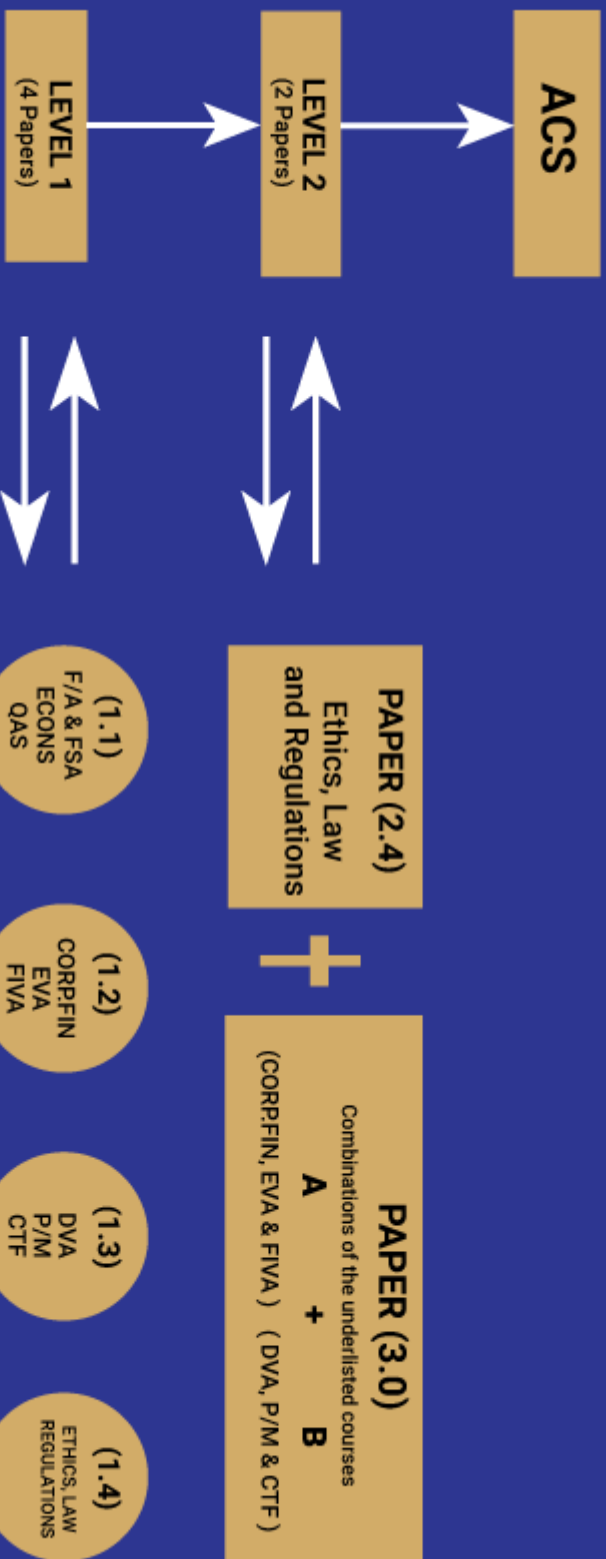 ACS
LEVEL 2
(2 Papers)
PAPER (2.4)
Ethics, Law
and Regulations
+
PAPER (3.0)
Combinations of the underlisted courses
A + B
(CORP.FIN, EVA & FIVA ) ( DVA, P/M & CTF )
LEVEL 1
(4 Papers)
(1.1)
F/A & FSA
ECONS
QAS
(1.2)
CORP.FIN
EVA
FIVA
(1.3)
DVA
P/M
CTF
(1.4)
ETHICS, LAW
REGULATIONS